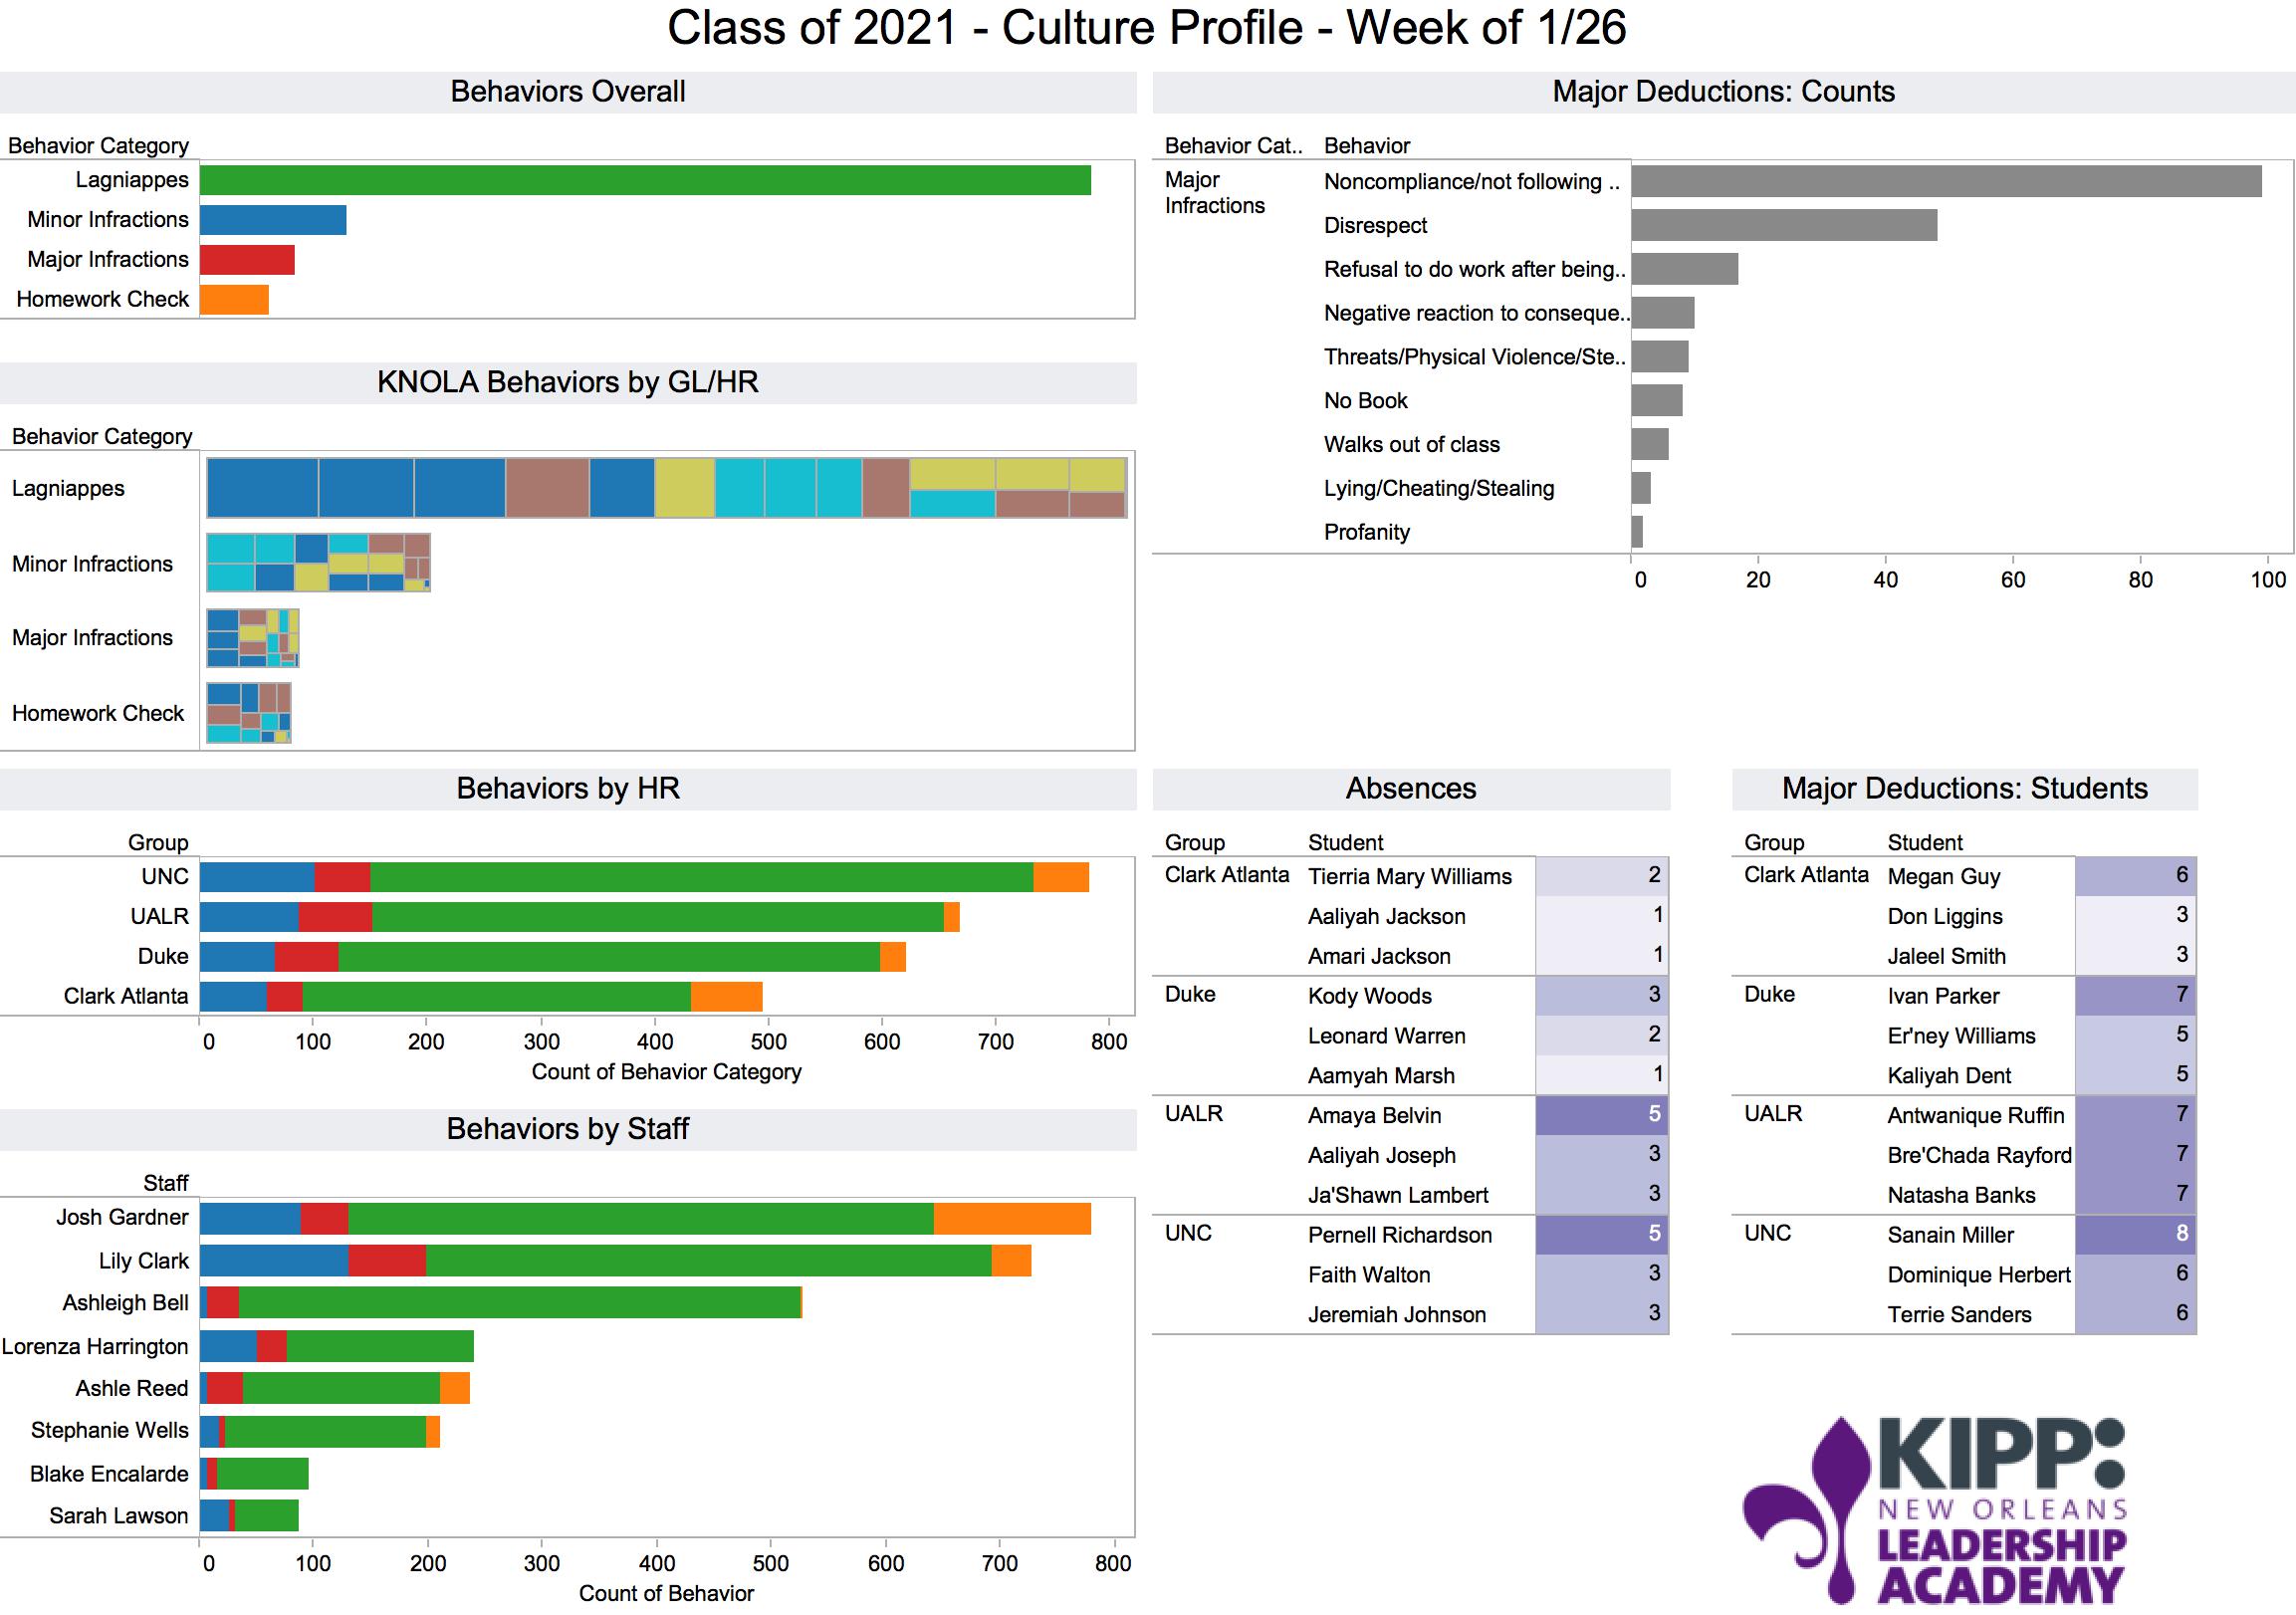 Class of 2021 - Culture Profile - Week of 1/26
Behaviors Overall
Behavior Category
Lagniappes
Minor Infractions
Major Infractions
Homework Check
KNOLA Behaviors by GL/HR
Behavior Category
Lagniappes
Minor Infractions
Major Infractions
Homework Check
Behaviors by HR
Group
UNC
UALR
Duke
Clark Atlanta
0 100 200 300 400 500 600 700 800
Count of Behavior Category
Behaviors by Staff
Staff
Josh Gardner
Lily Clark
Ashleigh Bell
Lorenza Harrington
Ashle Reed
Stephanie Wells
Blake Encalarde
Sarah Lawson
0 100 200 300 400 500 600 700 800
Count of Behavior
Major Deductions: Counts
Behavior Cat.. Behavior
Major Noncompliance/not following ..
Infractions
Disrespect
Refusal to do work after being..
Negative reaction to conseque..
Threats/Physical Violence/Ste..
No Book
Walks out of class
Lying/Cheating/Stealing
Profanity
0 20 40 60 80 100
Absences
Group Student
Clark Atlanta Tierria Mary Williams 2
Aaliyah Jackson 1
Amari Jackson 1
Duke Kody Woods 3
Leonard Warren 2
Aamyah Marsh 1
UALR Amaya Belvin 5
Aaliyah Joseph 3
Ja'Shawn Lambert 3
UNC Pernell Richardson 5
Faith Walton 3
Jeremiah Johnson 3
Major Deductions: Students
Group Student
Clark Atlanta Megan Guy 6
Don Liggins 3
Jaleel Smith 3
Duke Ivan Parker 7
Er'ney Williams 5
Kaliyah Dent 5
UALR Antwanique Ruffin 7
Bre'Chada Rayford 7
Natasha Banks 7
UNC Sanain Miller 8
Dominique Herbert 6
Terrie Sanders 6
KIPP:
NEW ORLEANS
LEADERSHIP
ACADEMY